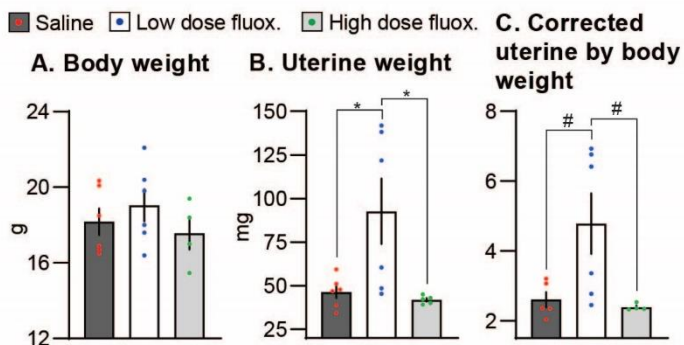 Saline Low dose fluox. High dose fluox.
A. Body weight
B. Uterine weight
C. Corrected
uterine by body
weight
24
20
16
12
g
150
125
100
75
50
25
mg
* *
8
6
4
2
# #